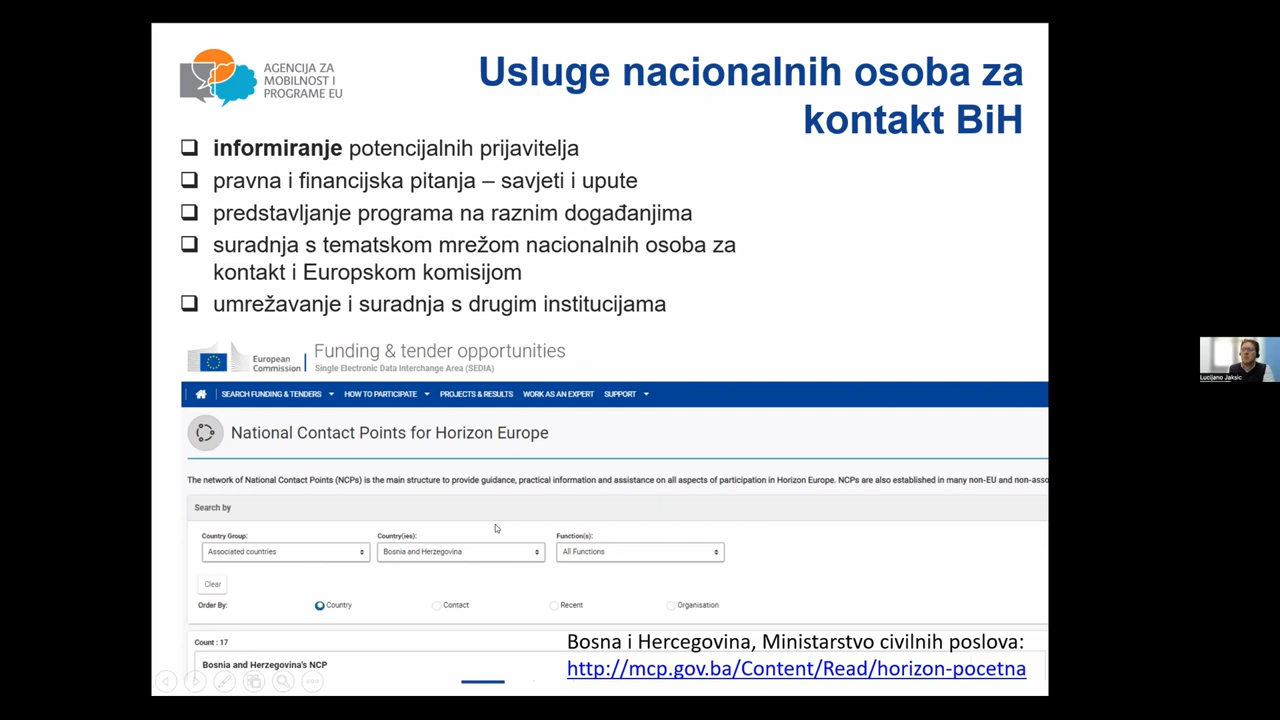 AGENCIJA ZA
MOBILNOST I
PROGRAME EU
Usluge nacionalnih osoba za
kontakt BiH
informiranje potencijalnih prijavitelja
pravna i financijska pitanja – savjeti i upute
predstavljanje programa na raznim događanjima
suradnja s tematskom mrežom nacionalnih osoba za
kontakt i Europskom komisijom
umrežavanje i suradnja s drugim institucijama
European
Commission
Funding & tender opportunities
Single Electronic Data Interchange Area (SEDIA)
SEARCH FUNDING & TENDERS HOW TO PARTICIPATE PROJECTS & RESULTS WORK AS AN EXPERT SUPPORT
National Contact Points for Horizon Europe
The network of National Contact Points (NCPs) is the main structure to provide guidance, practical information and assistance on all aspects of participation in Horizon Europe. NCPs are also established in many non-EU and non-asso
Search by
Country Group: Country(ies): Function(s):
Associated countries Bosnia and Herzegovina All Functions
Clear
Order By: Country Contact Recent Organisation
Count : 17
Bosnia and Herzegovina's NCP
Bosna i Hercegovina, Ministarstvo civilnih poslova:
http://mcp.gov.ba/Content/Read/horizon-pocetna
Lucijano Jaksic